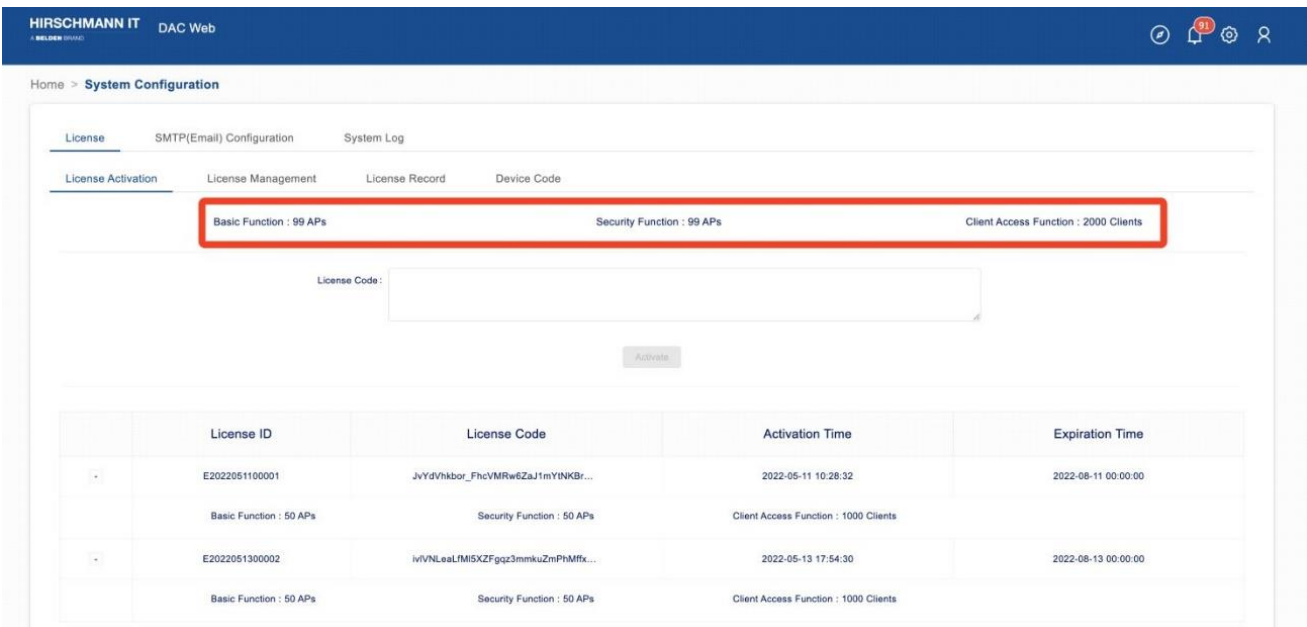 HIRSCHMANN IT DAC Web
A BELDEN BRAND
91
Home > System Configuration
License SMTP(Email) Configuration System Log
License Activation License Management License Record Device Code
Basic Function : 99 APs Security Function : 99 APs Client Access Function : 2000 Clients
License Code :
Activate
License ID License Code Activation Time Expiration Time
- E2022051100001 JvYdVhkbor_FhcVMRw6ZaJ1mYtNKBr... 2022-05-11 10:28:32 2022-08-11 00:00:00
Basic Function : 50 APs Security Function : 50 APs Client Access Function : 1000 Clients
- E2022051300002 2022-05-13 17:54:30 2022-08-13 00:00:00
Basic Function : 50 APs Security Function : 50 APs Client Access Function : 1000 Clients